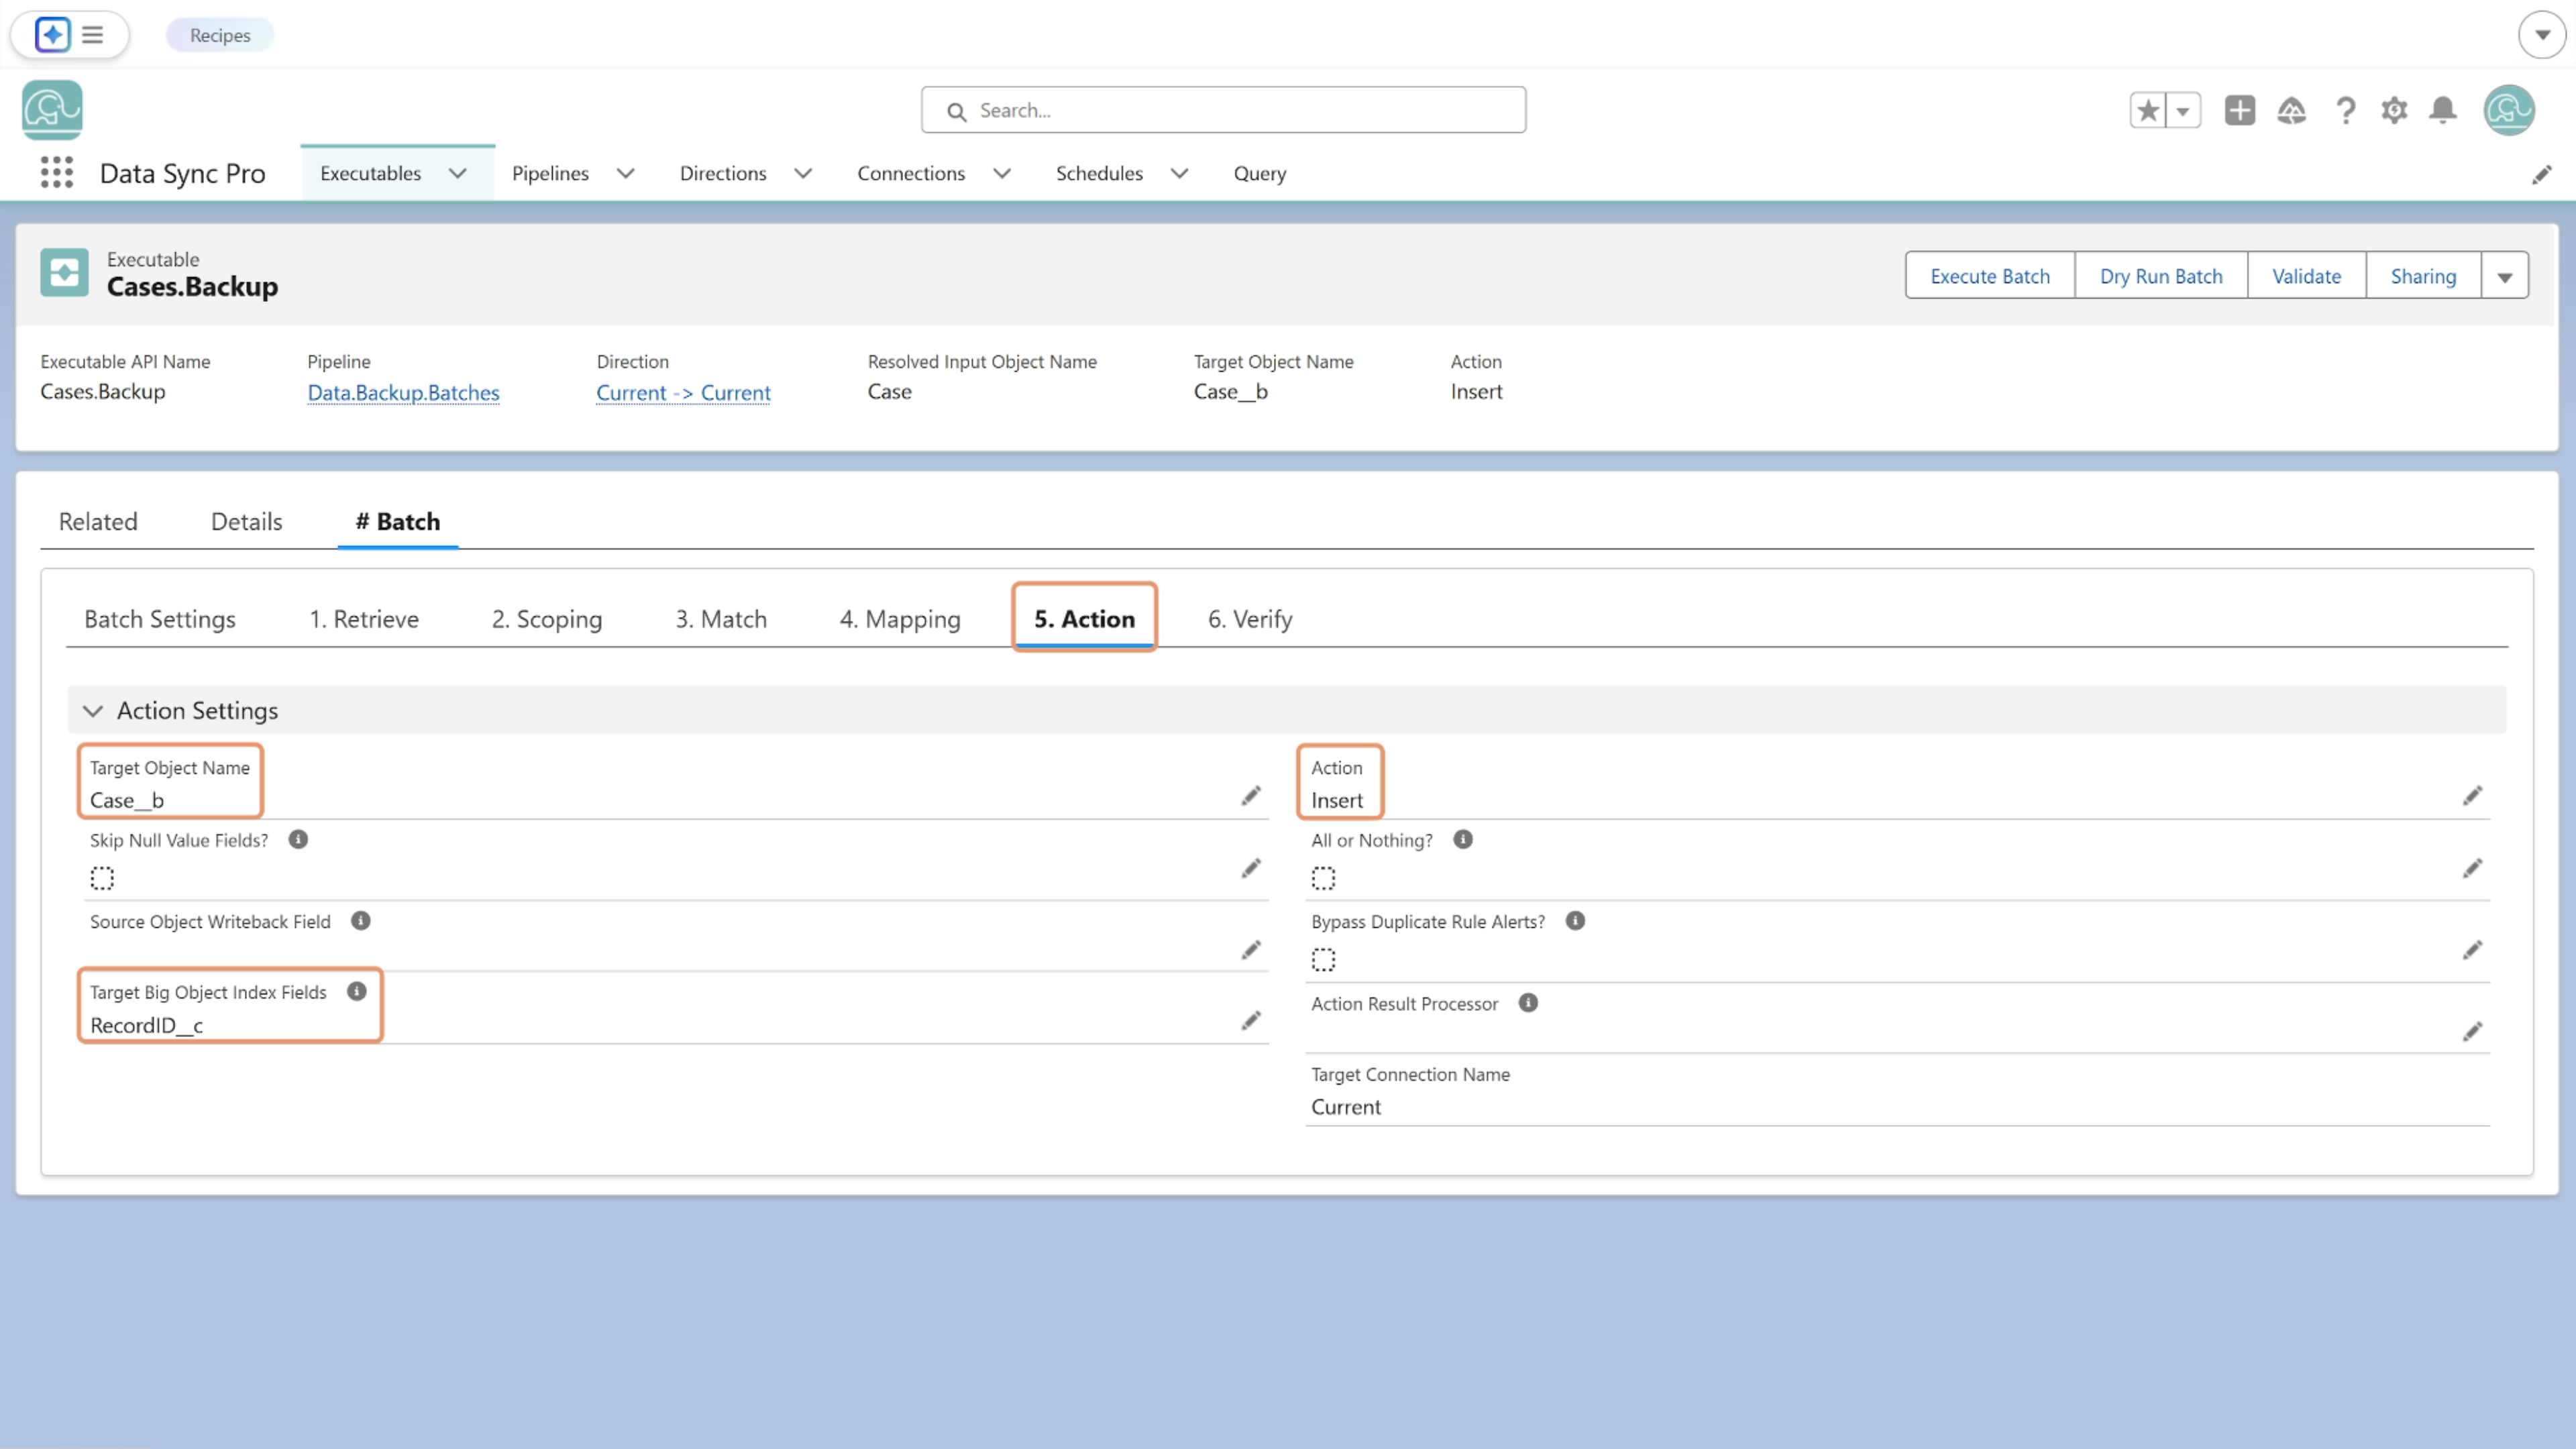 Recipes
Search...
Data Sync Pro
Executables
Pipelines
Directions
Connections
Schedules
Query
Executable
Cases.Backup
Execute Batch
Dry Run Batch
Validate
Sharing
Executable API Name
Cases.Backup
Pipeline
Data.Backup.Batches
Direction
Current -> Current
Resolved Input Object Name
Case
Target Object Name
Case__b
Action
Insert
Related
Details
# Batch
Batch Settings
1. Retrieve
2. Scoping
3. Match
4. Mapping
5. Action
6. Verify
Action Settings
Target Object Name
Case__b
Action
Insert
Skip Null Value Fields?
All or Nothing?
Source Object Writeback Field
Bypass Duplicate Rule Alerts?
Target Big Object Index Fields
RecordID__c
Action Result Processor
Target Connection Name
Current